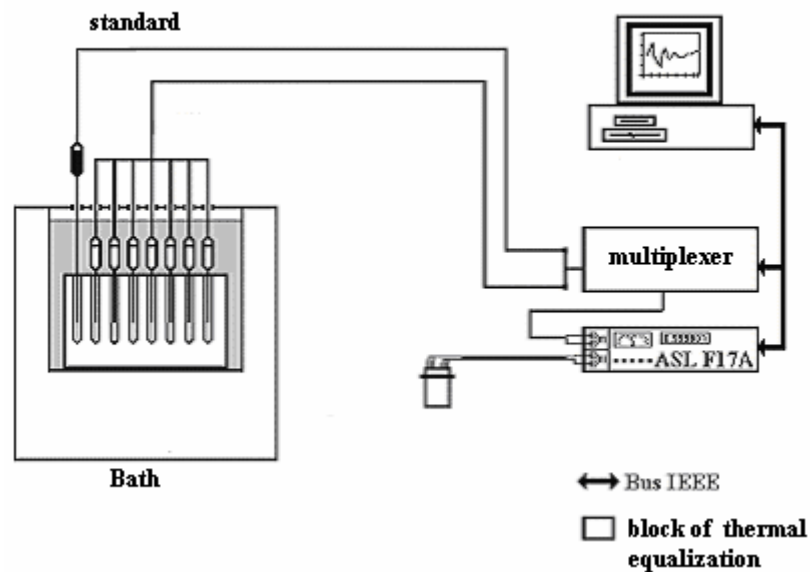 standard
multiplexer
ASL F17A
Bath
Bus IEEE
block of thermal
equalization